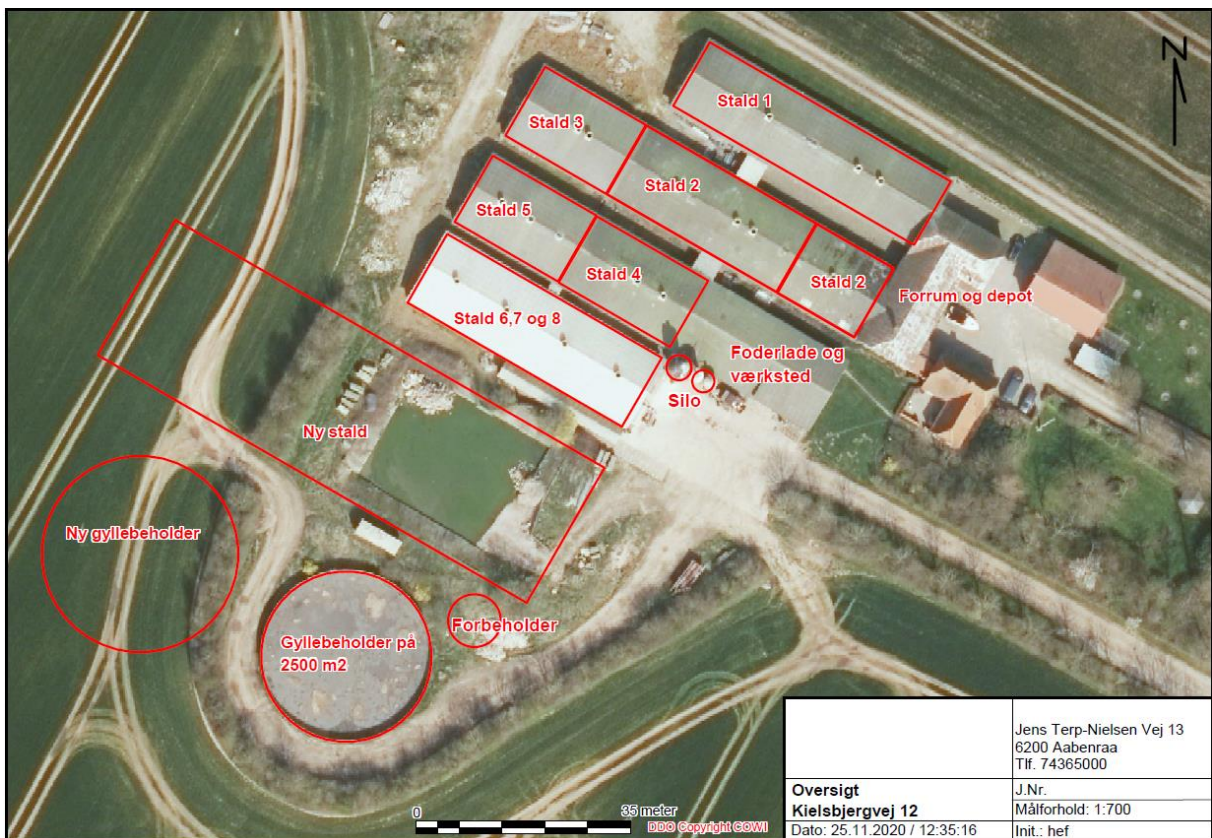 N
Stald 1
Stald 3
Stald 2
Stald 5
Stald 4
Stald 2
Forrum og depot
Stald 6,7 og 8
Foderlade og
værksted
Silo
Ny stald
Ny gyllebeholder
Forbeholder
Gyllebeholder på
2500 m2
0
35 meter
DDO Copyright COWI
Jens Terp-Nielsen Vej 13
6200 Aabenraa
Tlf. 74365000
Oversigt
Kielsbjergvej 12
J.Nr.
Målforhold: 1:700
Dato: 25.11.2020 / 12:35:16
Init.: hef